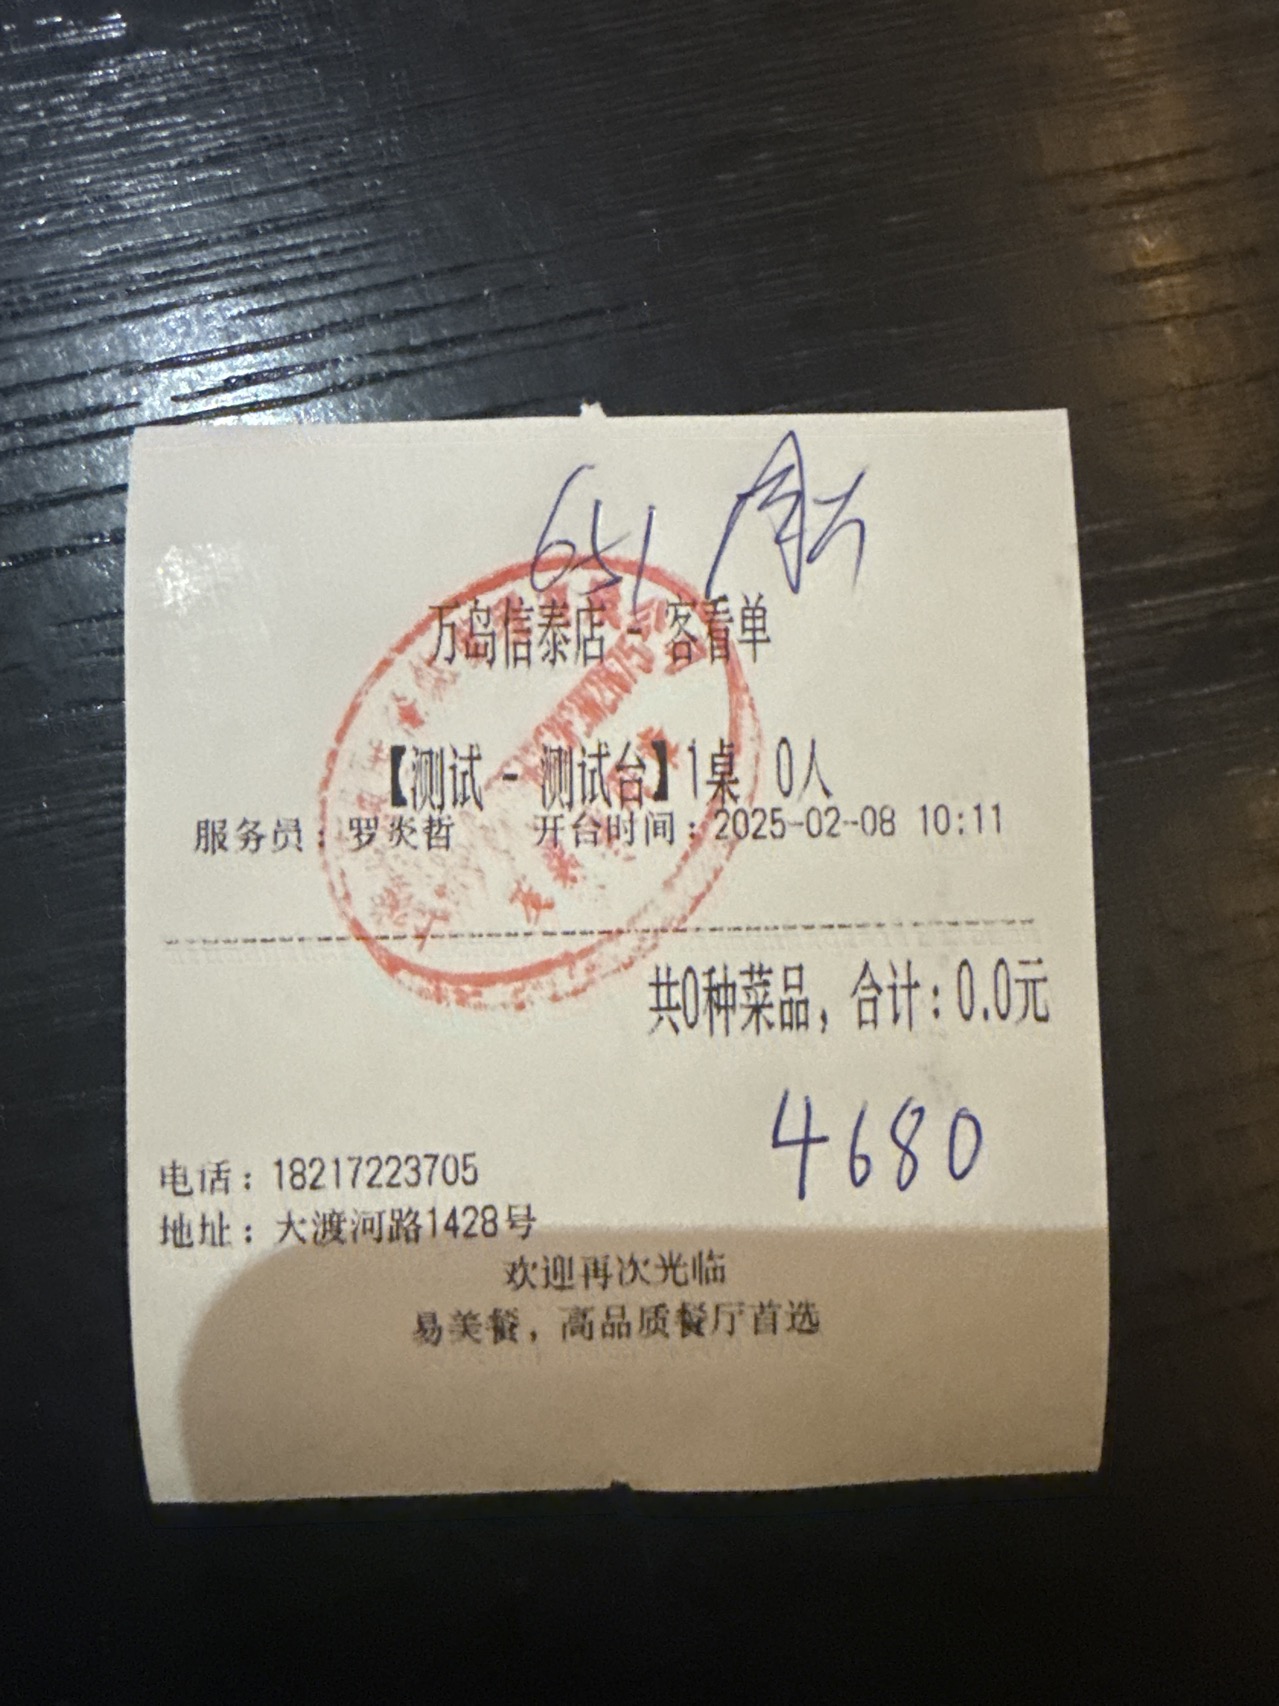 651
万岛信泰店 - 客看单
【测试 - 测试台】1桌 0人
服务员：罗炎哲 开台时间：2025-02-08 10:11
共0种菜品，合计：0.0元
4680
电话：18217223705
地址：大渡河路1428号
欢迎再次光临
易美餐，高品质餐厅首选